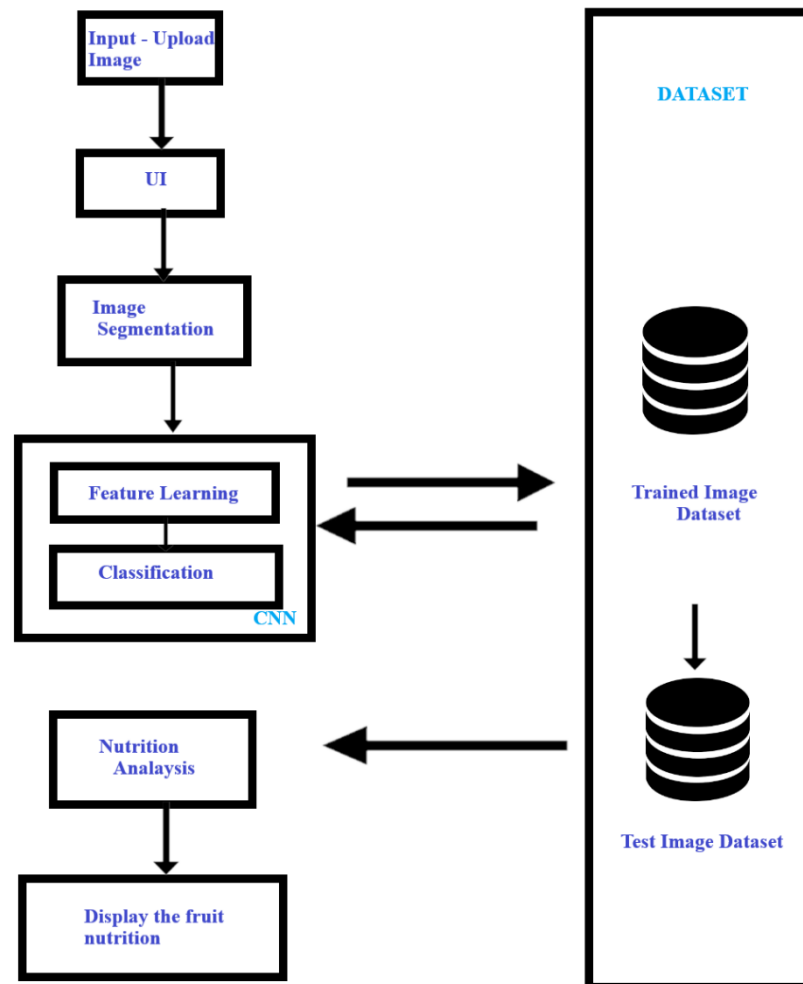 Input - Upload
Image
UI
Image
Segmentation
Feature Learning
Classification
CNN
Nutrition
Analaysis
Display the fruit
nutrition
DATASET
Trained Image
Dataset
Test Image Dataset